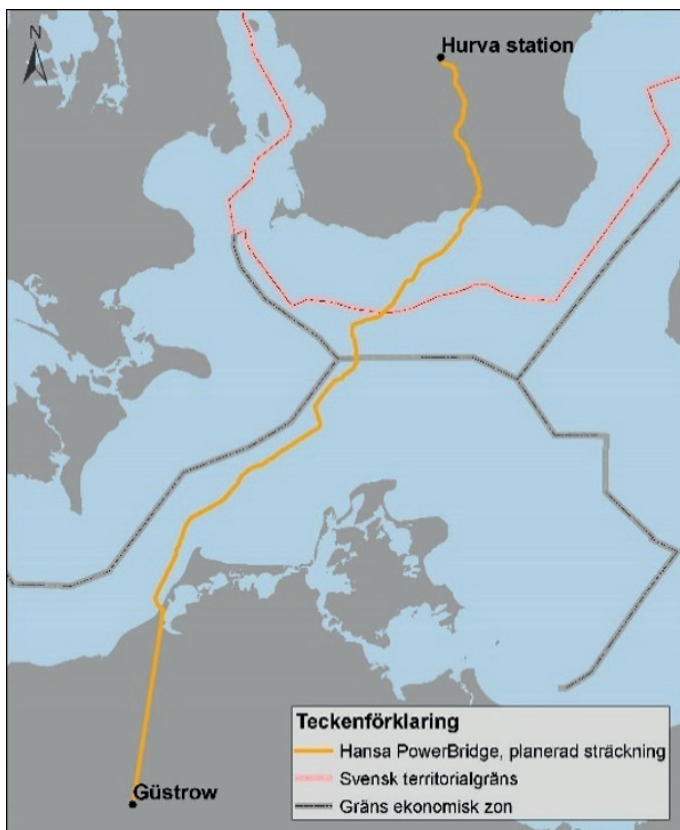 N
Hurva station
Güstrow
Teckenförklaring
Hansa PowerBridge, planerad sträckning
Svensk territorialgräns
Gräns ekonomisk zon